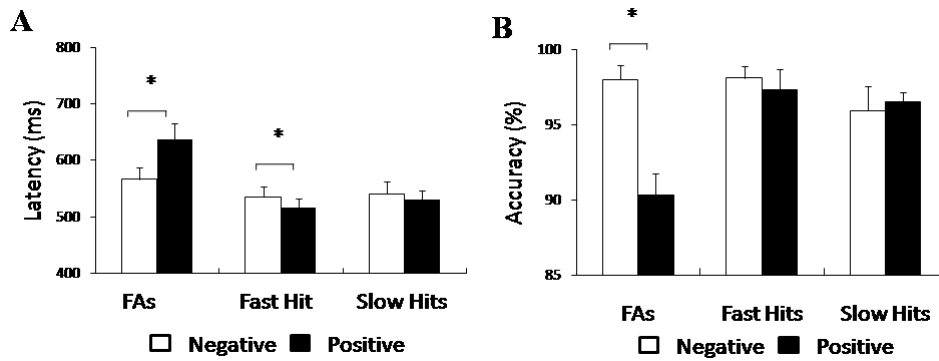 A
Latency (ms)
800
700
600
500
400
*
*
FAs Fast Hit Slow Hits
Negative Positive
B
Accuracy (%)
100
95
90
85
*
FAs Fast Hits Slow Hits
Negative Positive